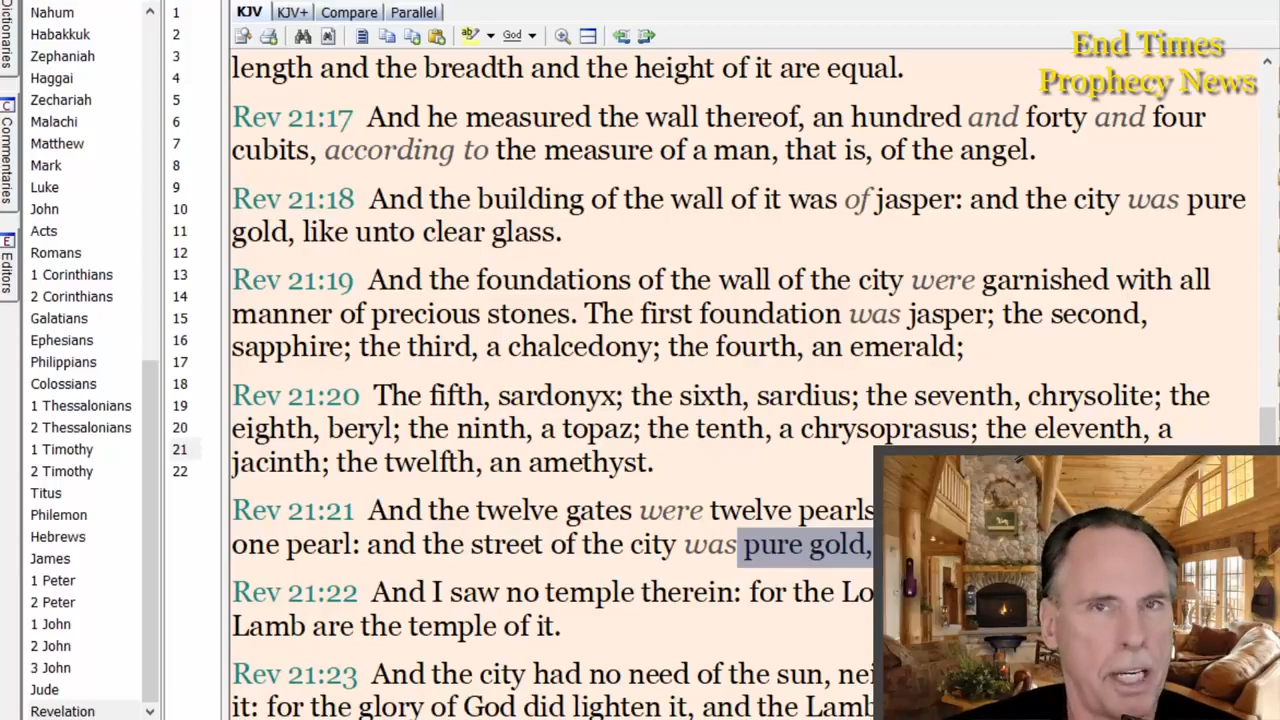 Dictionaries
Commentaries
Editors
C
E
Nahum
Habakkuk
Zephaniah
Haggai
Zechariah
Malachi
Matthew
Mark
Luke
John
Acts
Romans
1 Corinthians
2 Corinthians
Galatians
Ephesians
Philippians
Colossians
1 Thessalonians
2 Thessalonians
1 Timothy
2 Timothy
Titus
Philemon
Hebrews
James
1 Peter
2 Peter
1 John
2 John
3 John
Jude
Revelation
1
2
3
4
5
6
7
8
9
10
11
12
13
14
15
16
17
18
19
20
21
22
KJV KJV+ Compare Parallel
God
End Times
Prophecy News
length and the breadth and the height of it are equal.
Rev 21:17 And he measured the wall thereof, an hundred and forty and four
cubits, according to the measure of a man, that is, of the angel.
Rev 21:18 And the building of the wall of it was of jasper: and the city was pure
gold, like unto clear glass.
Rev 21:19 And the foundations of the wall of the city were garnished with all
manner of precious stones. The first foundation was jasper; the second,
sapphire; the third, a chalcedony; the fourth, an emerald;
Rev 21:20 The fifth, sardonyx; the sixth, sardius; the seventh, chrysolite; the
eighth, beryl; the ninth, a topaz; the tenth, a chrysoprasus; the eleventh, a
jacinth; the twelfth, an amethyst.
Rev 21:21 And the twelve gates were twelve pearls
one pearl: and the street of the city was pure gold,
Rev 21:22 And I saw no temple therein: for the Lo
Lamb are the temple of it.
Rev 21:23 And the city had no need of the sun, nei
it: for the glory of God did lighten it, and the Lamb